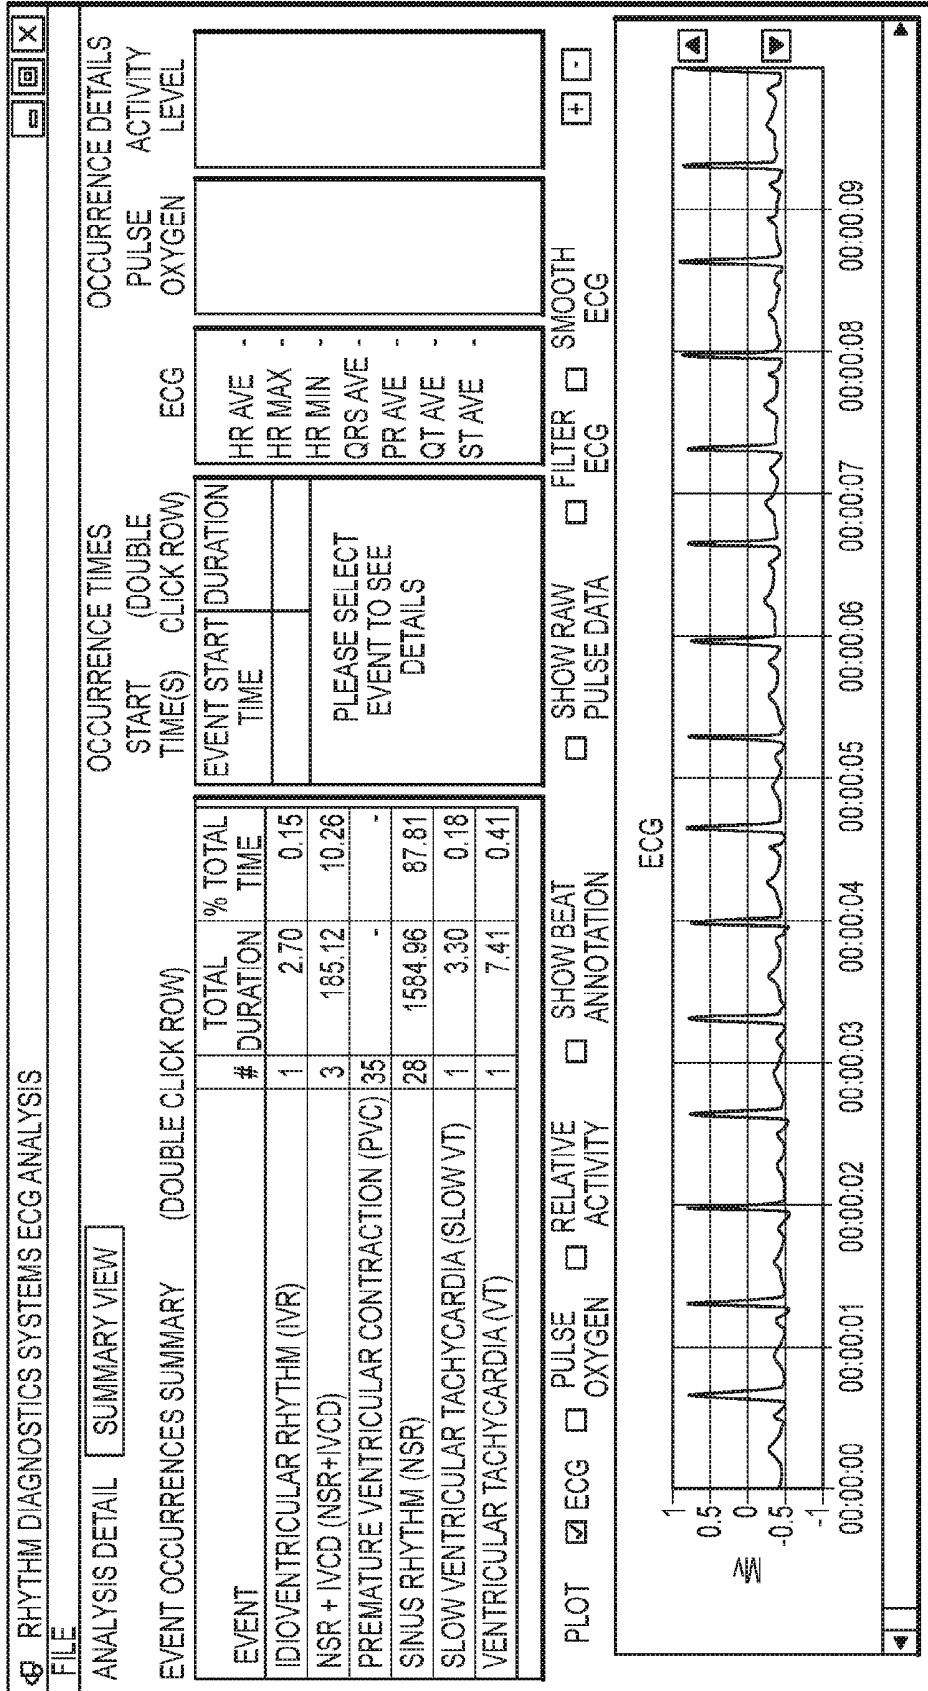 RHYTHM DIAGNOSTICS SYSTEMS ECG ANALYSIS
FILE
ANALYSIS DETAIL SUMMARY VIEW
EVENT OCCURRENCES SUMMARY (DOUBLE CLICK ROW)
EVENT # TOTAL DURATION % TOTAL TIME
IDIOVENTRICULAR RHYTHM (IVR) 1 2.70 0.15
NSR + IVCD (NSR+IVCD) 3 185.12 10.26
PREMATURE VENTRICULAR CONTRACTION (PVC) 35 - -
SINUS RHYTHM (NSR) 28 1584.96 87.81
SLOW VENTRICULAR TACHYCARDIA (SLOW VT) 1 3.30 0.18
VENTRICULAR TACHYCARDIA (VT) 1 7.41 0.41
OCCURRENCE TIMES
START TIME(S)
(DOUBLE CLICK ROW)
EVENT START TIME
DURATION
PLEASE SELECT
EVENT TO SEE
DETAILS
OCCURRENCE DETAILS
ECG
HR AVE -
HR MAX -
HR MIN -
QRS AVE -
PR AVE -
QT AVE -
ST AVE -
PULSE
OXYGEN
ACTIVITY
LEVEL
PLOT
ECG
PULSE
OXYGEN
RELATIVE
ACTIVITY
SHOW BEAT
ANNOTATION
SHOW RAW
PULSE DATA
FILTER
ECG
SMOOTH
ECG
+ -
ECG
Mv
1
0.5
0
-0.5
-1
00:00:00 00:00:01 00:00:02 00:00:03 00:00:04 00:00:05 00:00:06 00:00:07 00:00:08 00:00:09